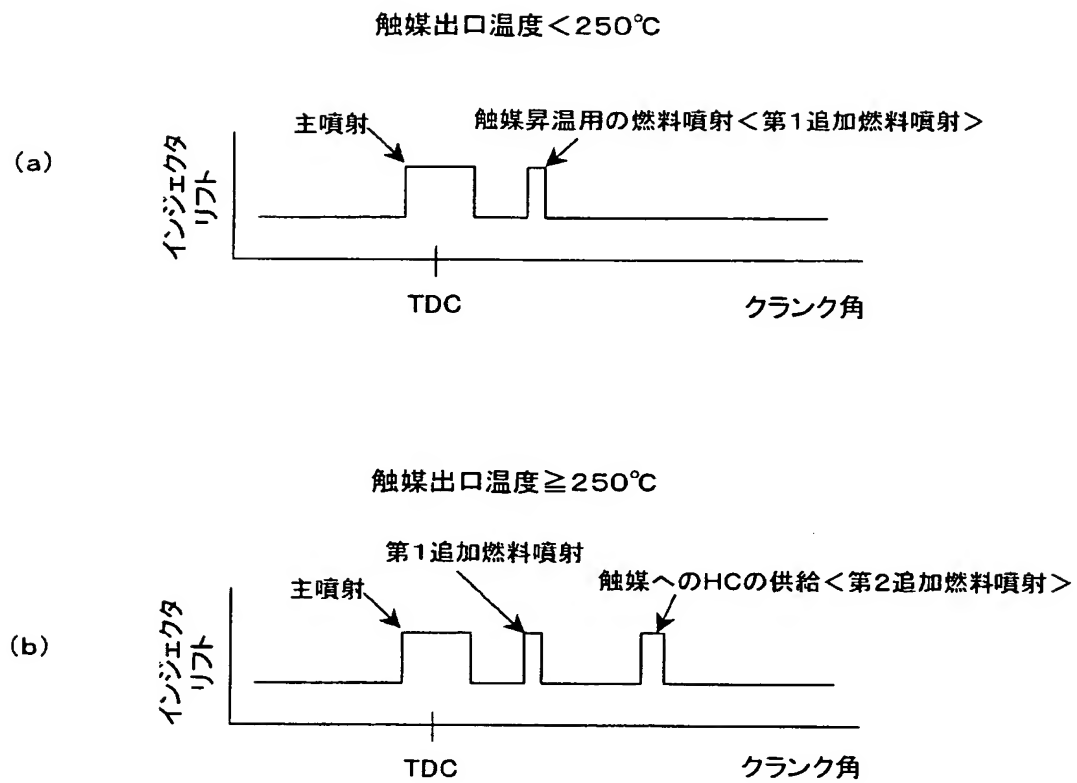 触媒出口温度＜250℃
(a)
主噴射
触媒昇温用の燃料噴射＜第1追加燃料噴射＞
インジェクタ
リフト
TDC
クランク角
触媒出口温度≧250℃
(b)
第1追加燃料噴射
主噴射
触媒へのHCの供給＜第2追加燃料噴射＞
インジェクタ
リフト
TDC
クランク角